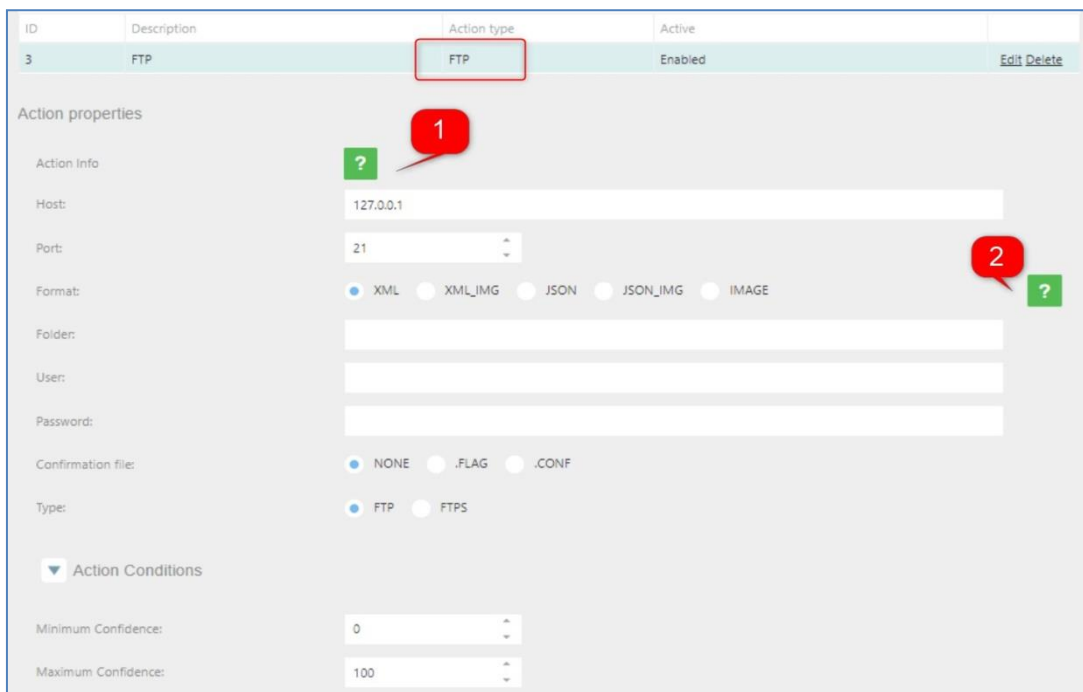 ID Description Action type Active
3 FTP FTP Enabled Edit Delete
Action properties
1
Action Info ?
Host: 127.0.0.1
Port: 21
2
Format: XML XML_IMG JSON JSON_IMG IMAGE ?
Folder:
User:
Password:
Confirmation file: NONE .FLAG .CONF
Type: FTP FTPS
Action Conditions
Minimum Confidence: 0
Maximum Confidence: 100